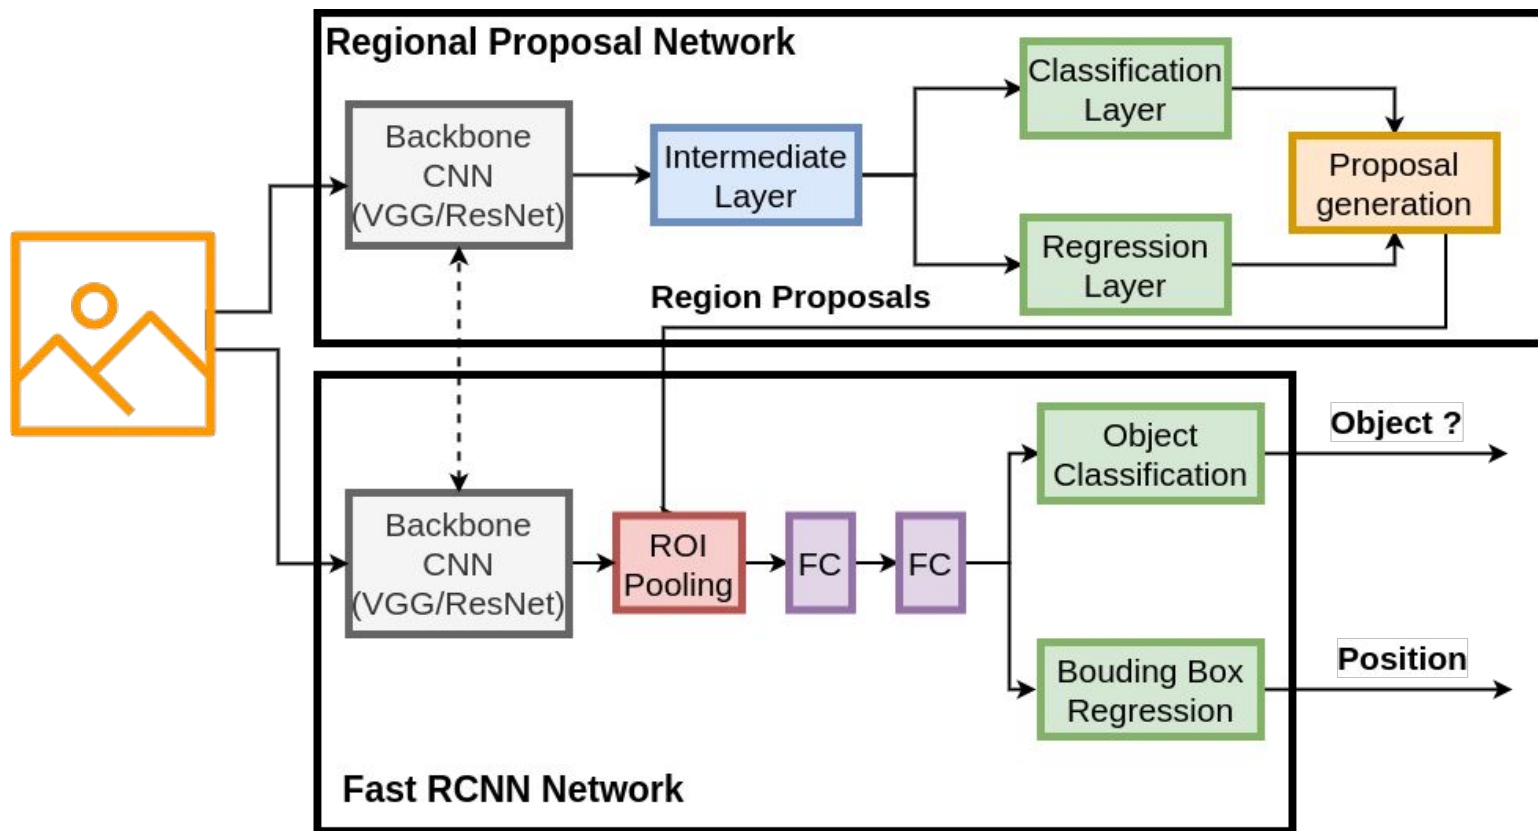 Regional Proposal Network
Backbone
CNN
(VGG/ResNet)
Intermediate
Layer
Classification
Layer
Regression
Layer
Proposal
generation
Region Proposals
Backbone
CNN
(VGG/ResNet)
ROI
Pooling
FC
FC
Object
Classification
Object ?
Bouding Box
Regression
Position
Fast RCNN Network